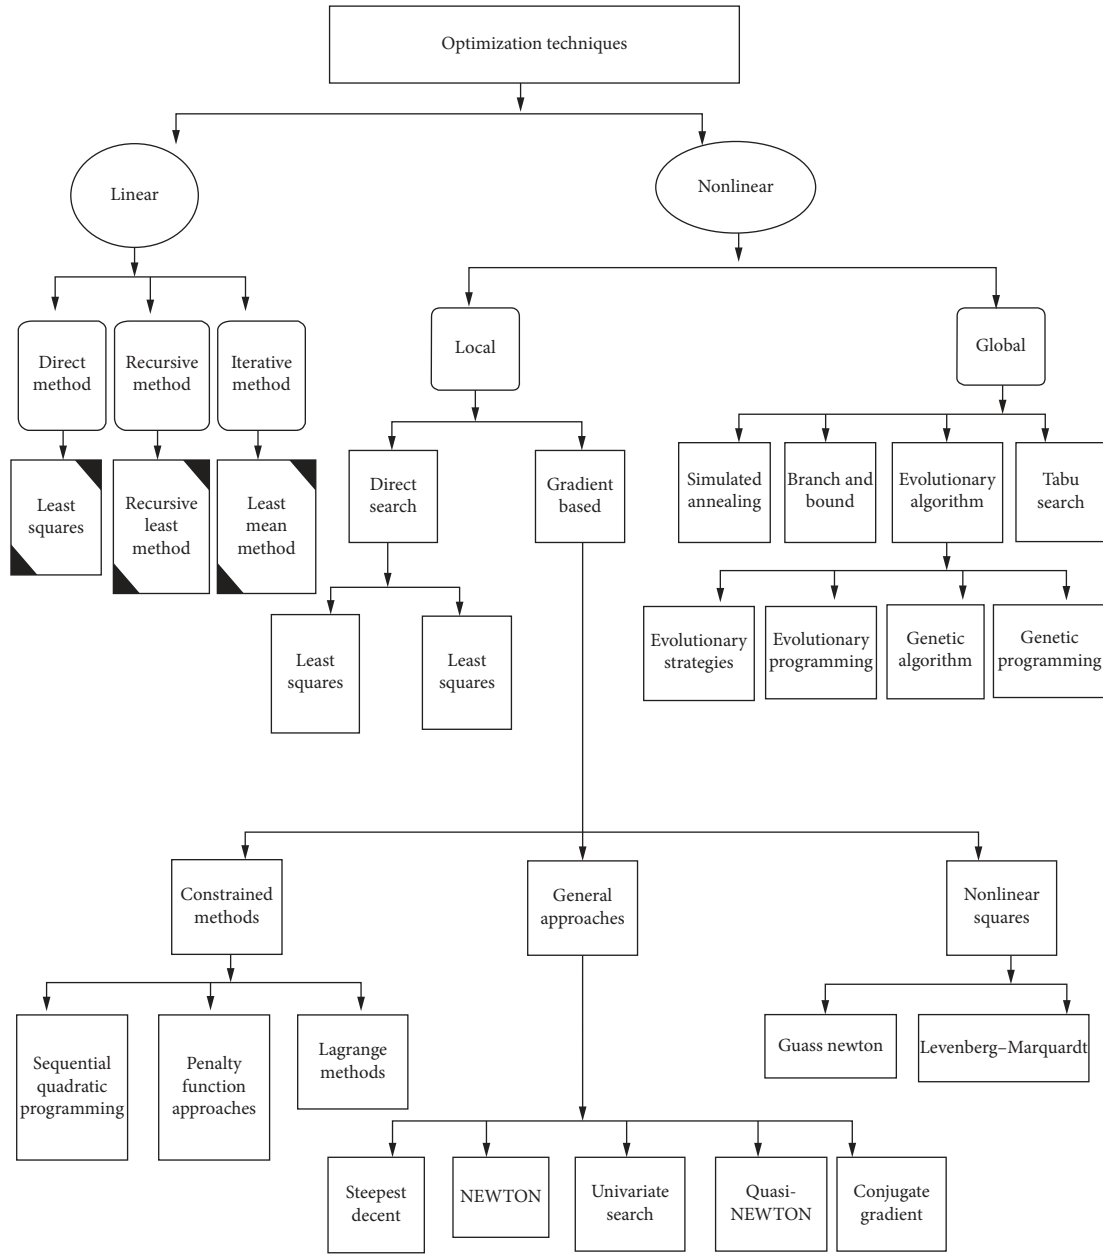 Optimization techniques
Linear
Nonlinear
Direct
method
Recursive
method
Iterative
method
Local
Global
Least
squares
Recursive
least
method
Least
mean
method
Direct
search
Gradient
based
Simulated
annealing
Branch and
bound
Evolutionary
algorithm
Tabu
search
Least
squares
Least
squares
Evolutionary
strategies
Evolutionary
programming
Genetic
algorithm
Genetic
programming
Constrained
methods
General
approaches
Nonlinear
squares
Sequential
quadratic
programming
Penalty
function
approaches
Lagrange
methods
Guass newton
Levenberg–Marquardt
Steepest
decent
NEWTON
Univariate
search
Quasi-
NEWTON
Conjugate
gradient